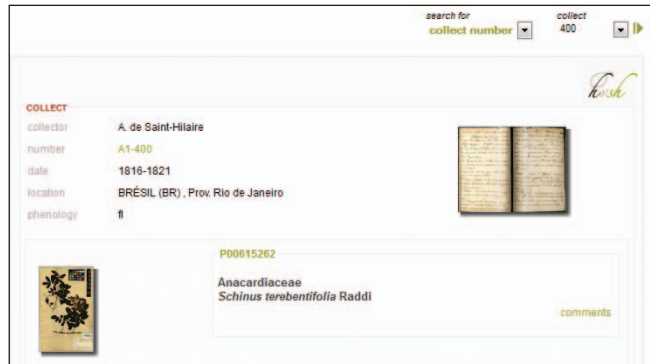 search for collect
collect number 400
hvsh
COLLECT
collector A. de Saint-Hilaire
number A1-400
date 1816-1821
location BRÉSIL (BR) , Prov. Rio de Janeiro
phenology fl
P00615262
Anacardiaceae
Schinus terebentifolia Raddi
comments